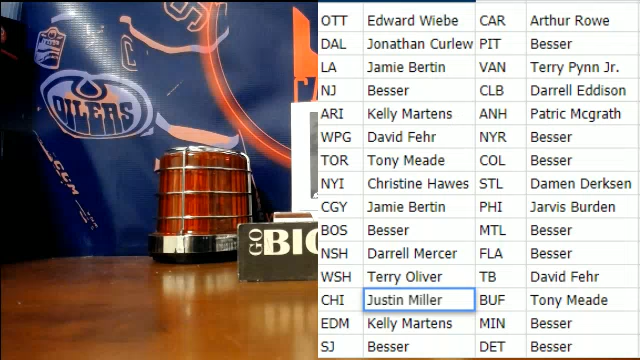 OTT Edward Wiebe CAR Arthur Rowe
DAL Jonathan Curlew PIT Besser
LA Jamie Bertin VAN Terry Pynn Jr.
NJ Besser CLB Darrell Eddison
ARI Kelly Martens ANH Patric Mcgrath
WPG David Fehr NYR Besser
TOR Tony Meade COL Besser
NYI Christine Hawes STL Damen Derksen
CGY Jamie Bertin PHI Jarvis Burden
BOS Besser MTL Besser
NSH Darrell Mercer FLA Besser
WSH Terry Oliver TB David Fehr
CHI Justin Miller BUF Tony Meade
EDM Kelly Martens MIN Besser
SJ Besser DET Besser
OILERS
GO
BIG